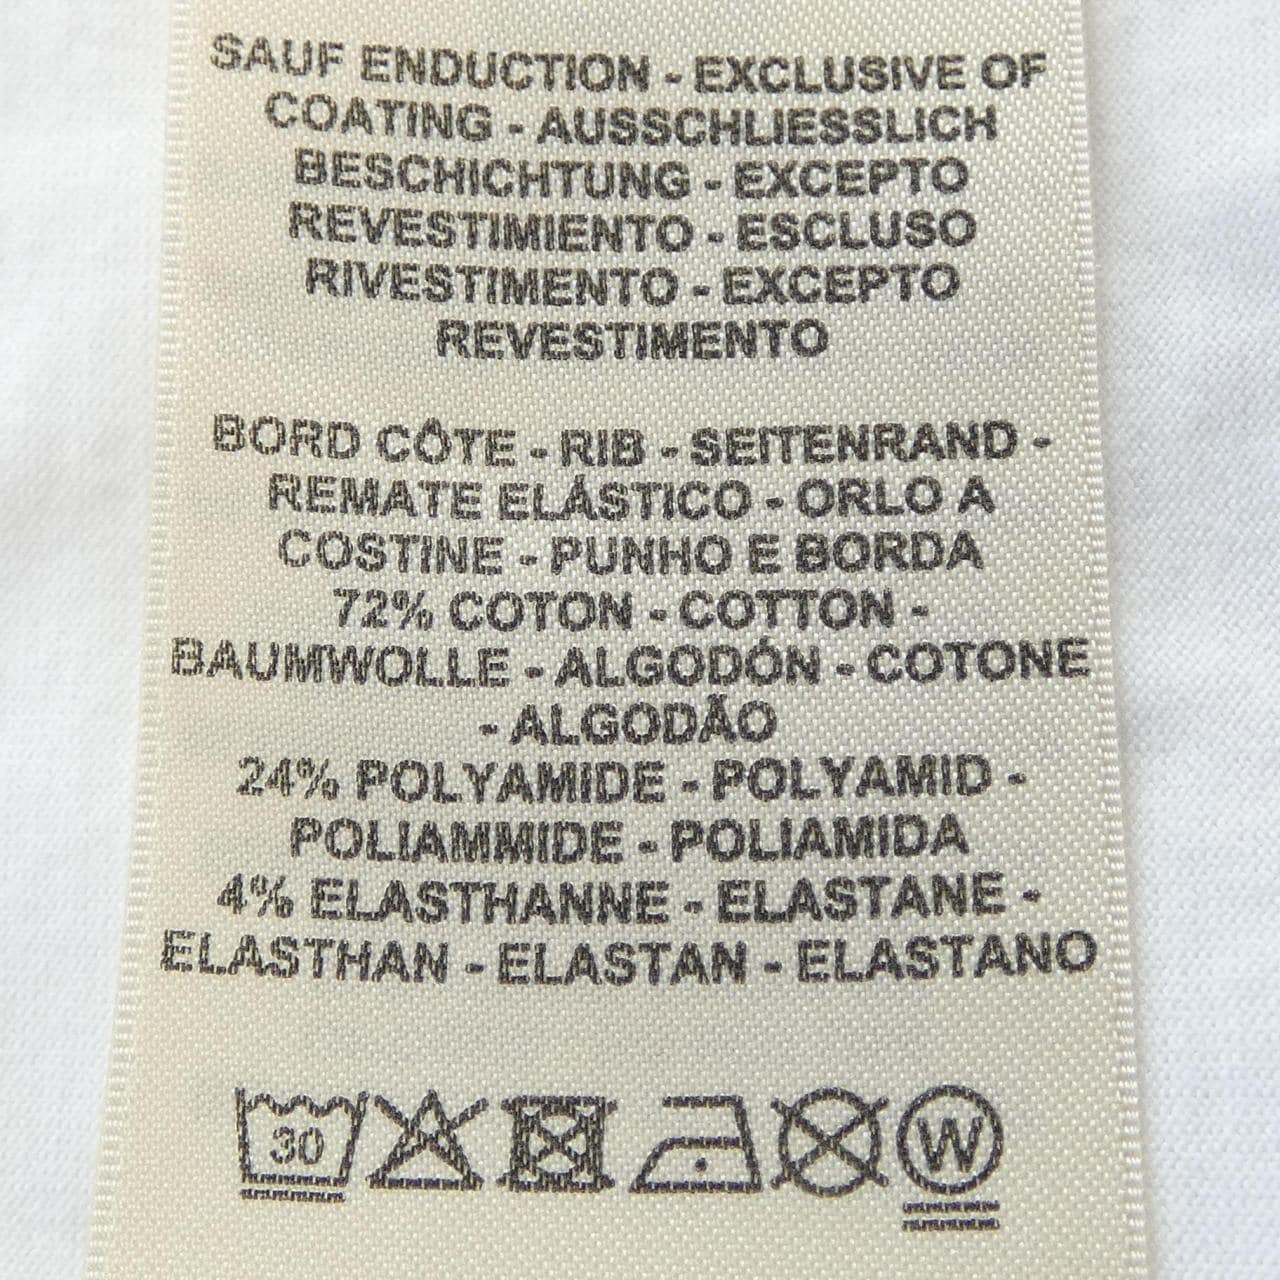 SAUF ENDUCTION - EXCLUSIVE OF
COATING - AUSSCHLIESSLICH
BESCHICHTUNG - EXCEPTO
REVESTIMIENTO - ESCLUSO
RIVESTIMENTO - EXCEPTO
REVESTIMENTO
BORD CÔTE - RIB - SEITENRAND -
REMATE ELÁSTICO - ORLO A
COSTINE - PUNHO E BORDA
72% COTON - COTTON -
BAUMWOLLE - ALGODÓN - COTONE
- ALGODÃO
24% POLYAMIDE - POLYAMID -
POLIAMMIDE - POLIAMIDA
4% ELASTHANNE - ELASTANE -
ELASTHAN - ELASTAN - ELASTANO
30 W